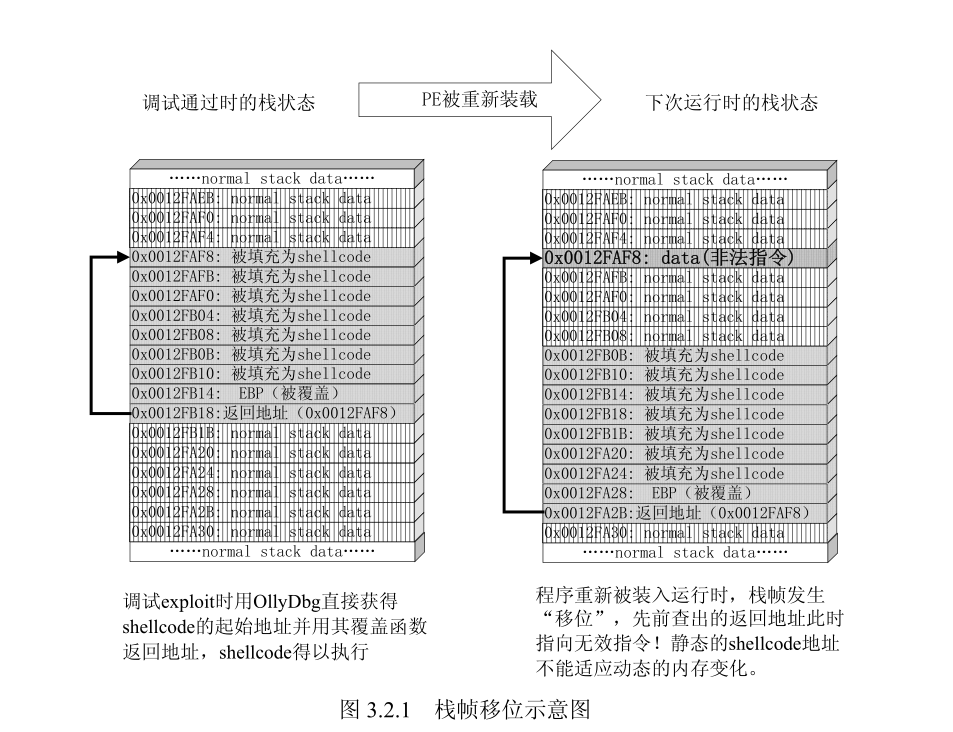 调试通过时的栈状态
PE被重新装载
下次运行时的栈状态
……normal stack data……
0x0012FAEB: normal stack data
0x0012FAF0: normal stack data
0x0012FAF4: normal stack data
0x0012FAF8: 被填充为shellcode
0x0012FAFB: 被填充为shellcode
0x0012FAF0: 被填充为shellcode
0x0012FB04: 被填充为shellcode
0x0012FB08: 被填充为shellcode
0x0012FB0B: 被填充为shellcode
0x0012FB10: 被填充为shellcode
0x0012FB14: EBP（被覆盖）
0x0012FB18:返回地址（0x0012FAF8）
0x0012FB1B: normal stack data
0x0012FA20: normal stack data
0x0012FA24: normal stack data
0x0012FA28: normal stack data
0x0012FA2B: normal stack data
0x0012FA30: normal stack data
……normal stack data……
……normal stack data……
0x0012FAEB: normal stack data
0x0012FAF0: normal stack data
0x0012FAF4: normal stack data
0x0012FAF8: data(非法指令)
0x0012FAFB: normal stack data
0x0012FAF0: normal stack data
0x0012FB04: normal stack data
0x0012FB08: normal stack data
0x0012FB0B: 被填充为shellcode
0x0012FB10: 被填充为shellcode
0x0012FB14: 被填充为shellcode
0x0012FB18: 被填充为shellcode
0x0012FB1B: 被填充为shellcode
0x0012FA20: 被填充为shellcode
0x0012FA24: 被填充为shellcode
0x0012FA28: EBP（被覆盖）
0x0012FA2B:返回地址（0x0012FAF8）
0x0012FA30: normal stack data
……normal stack data……
调试exploit时用OllyDbg直接获得
shellcode的起始地址并用其覆盖函数
返回地址，shellcode得以执行
程序重新被装入运行时，栈帧发生
“移位”，先前查出的返回地址此时
指向无效指令！静态的shellcode地址
不能适应动态的内存变化。
图 3.2.1 栈帧移位示意图